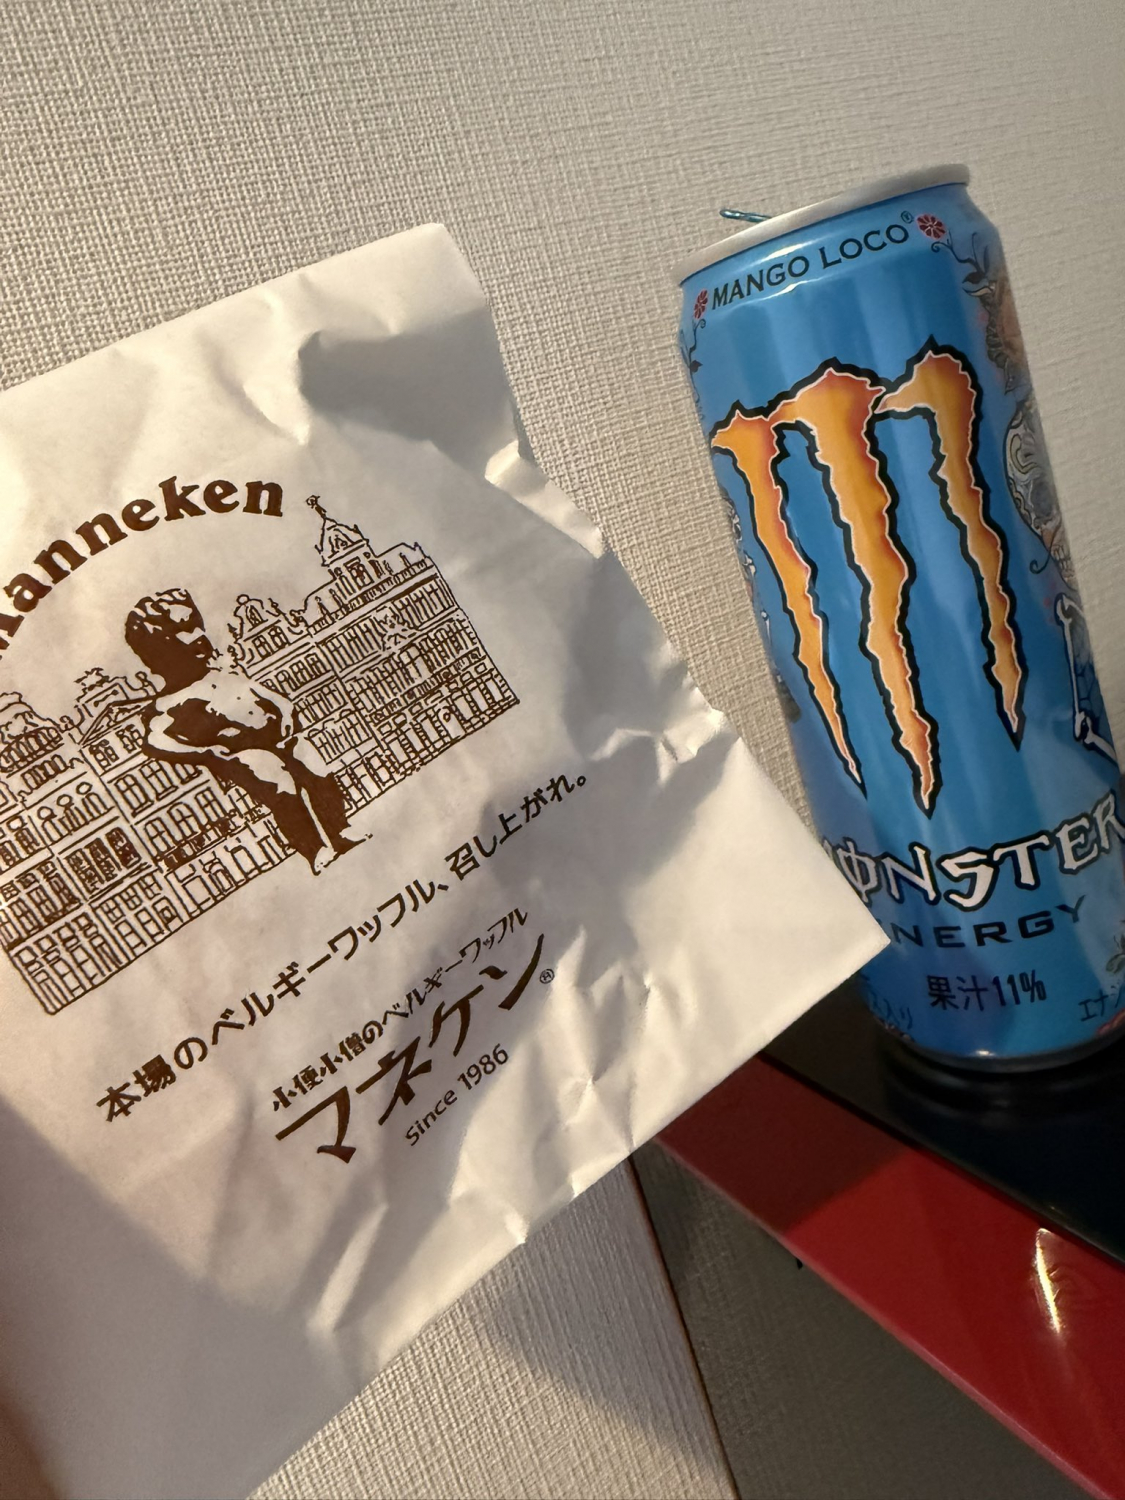 Manneken
本場のベルギーワッフル、召し上がれ。
小便小僧のベルギーワッフル
マネケン®
since 1986
MANGO LOCO®
MONSTER
ENERGY
果汁11%